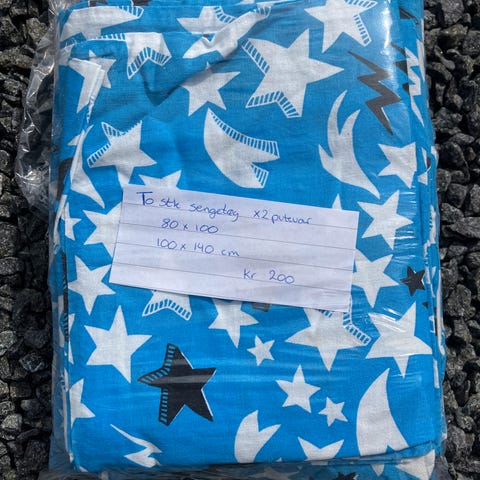 To stk sengetøy x2 putevar
80 x 100
100 x 140 cm
Kr 200